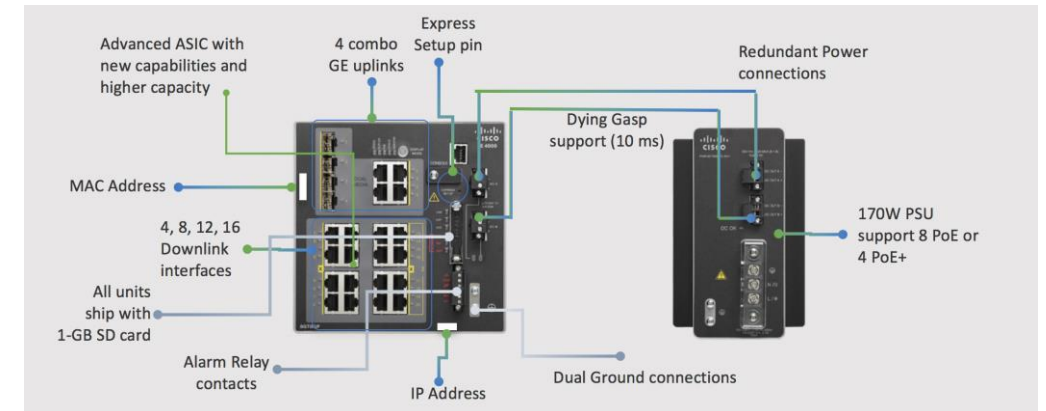 Express
Setup pin
4 combo
GE uplinks
Advanced ASIC with
new capabilities and
higher capacity
Redundant Power
connections
Dying Gasp
support (10 ms)
CISCO
CISCO
CONSOLE
MAC Address
4, 8, 12, 16
Downlink
interfaces
170W PSU
support 8 PoE or
4 PoE+
All units
ship with
1-GB SD card
Alarm Relay
contacts
IP Address
Dual Ground connections